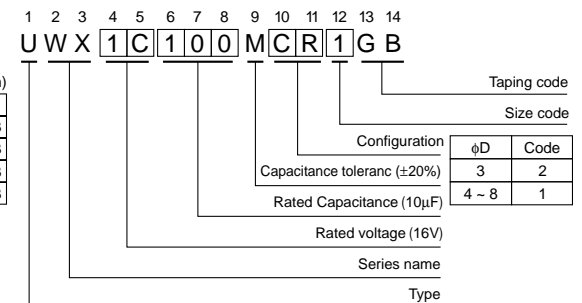 1 2 3 4 5 6 7 8 9 10 11 12 13 14
U W X 1 C 1 0 0 M C R 1 G B
Taping code
Size code
Configuration
Capacitance toleranc (±20%)
Rated Capacitance (10µF)
Rated voltage (16V)
Series name
Type
ϕD Code
3 2
4 ~ 8 1